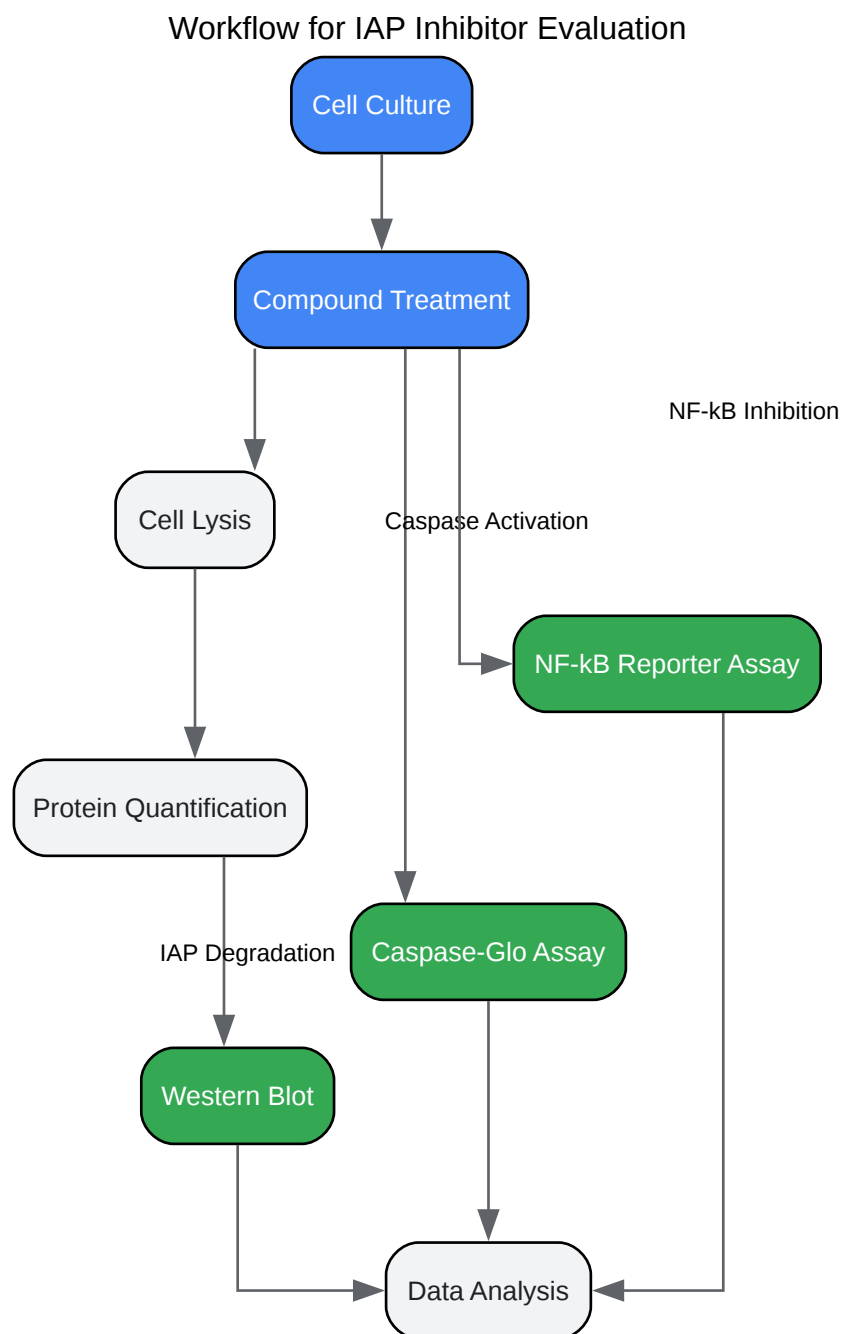 Workflow for IAP Inhibitor Evaluation
Cell Culture
Compound Treatment
NF-kB Inhibition
Cell Lysis
Caspase Activation
NF-kB Reporter Assay
Protein Quantification
IAP Degradation
Caspase-Glo Assay
Western Blot
Data Analysis